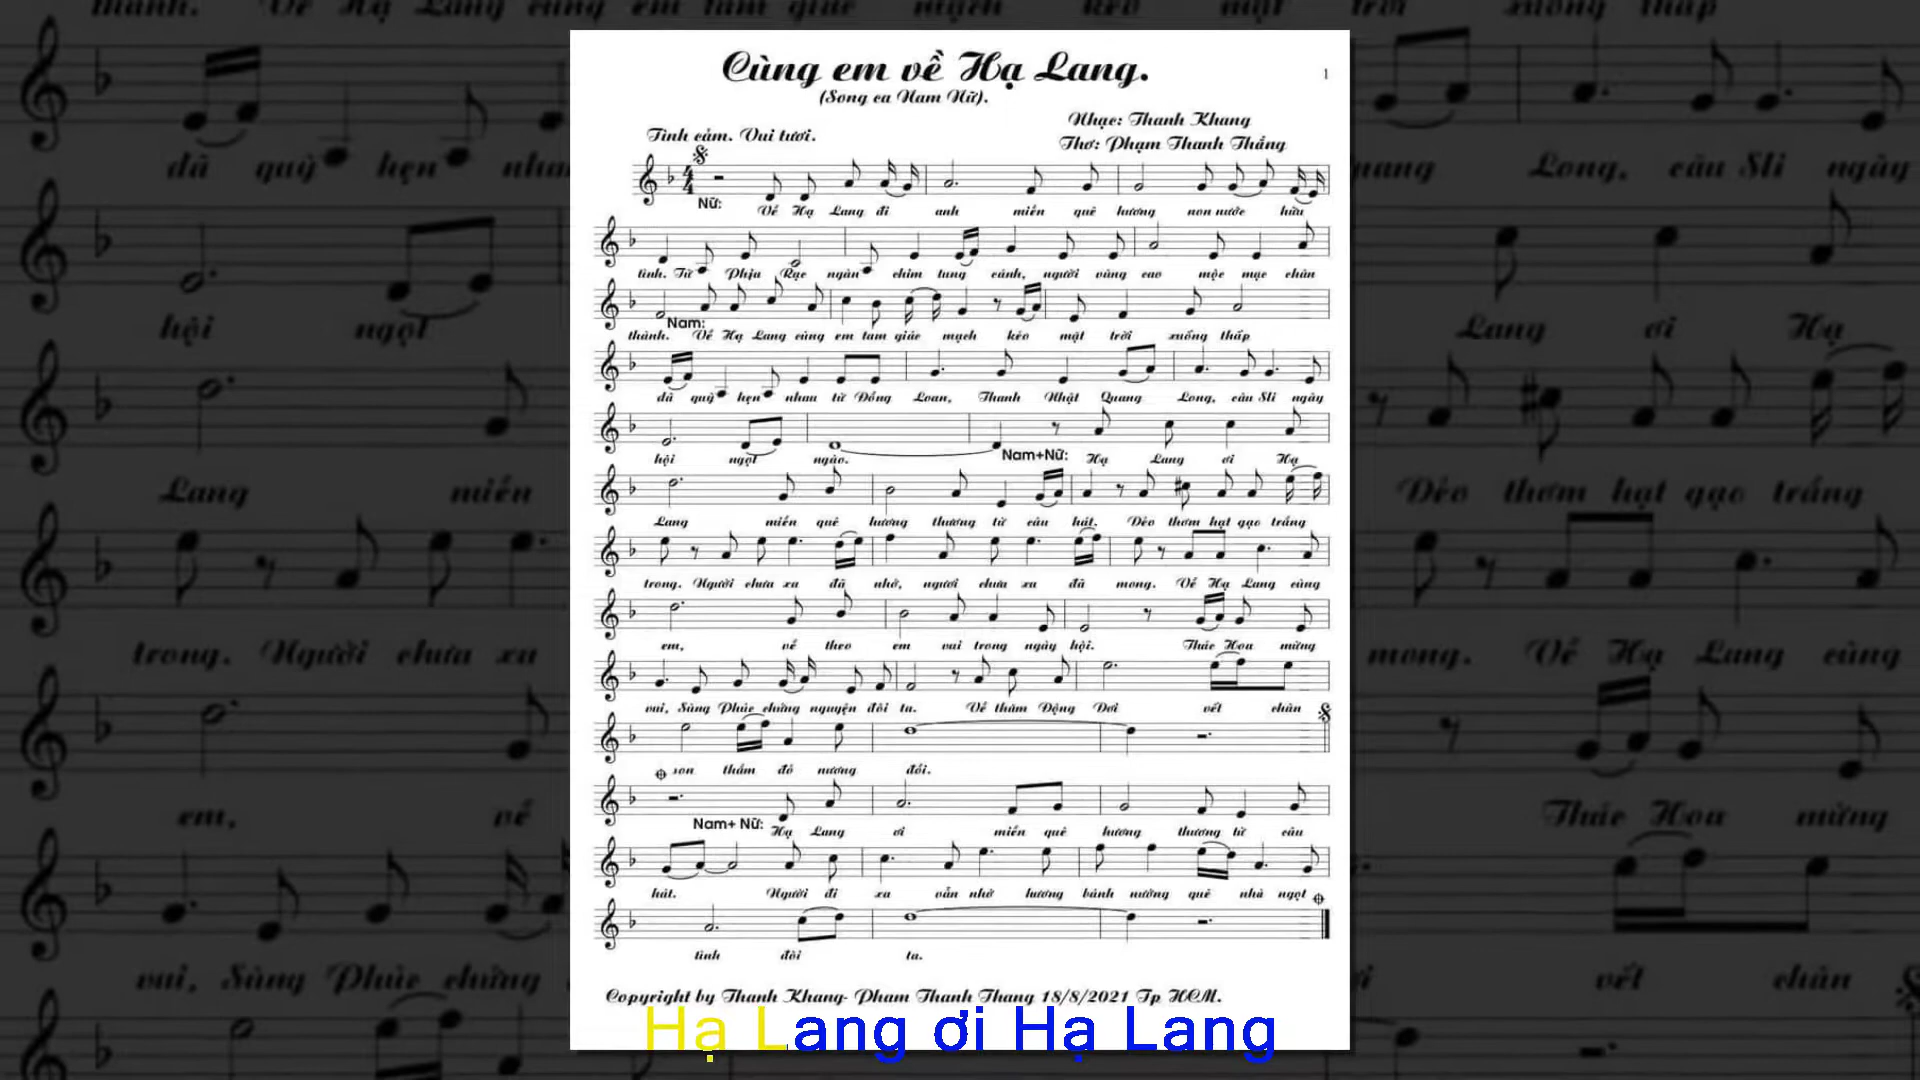 Cùng em về Hạ Lang.
1
(Song ca Nam Nữ).
Nhạc: Thanh Khang
Tình cảm. Vui tươi.
Thơ: Phạm Thanh Thắng
Nữ:
Về Hạ Lang đi anh miền quê hương non nước hữu
tình. Từ Phja Rạc ngàn chim tung cánh, người vùng cao mộc mạc chân
Nam:
thành. Về Hạ Lang cùng em tam giác mạch kéo mặt trời xuống thấp
đã quỳ hẹn nhau từ Đồng Loan, Thanh Nhật Quang Long, câu Sli ngày
hội ngọt ngào.
Nam+Nữ: Hạ Lang ơi Hạ
Lang miền quê hương thương từ câu hát. Dẻo thơm hạt gạo trắng
trong. Người chưa xa đã nhớ, người chưa xa đã mong. Về Hạ Lang cùng
em, về theo em vui trong ngày hội. Thác Hoa mừng
vui, Sùng Phúc chứng nguyện đôi ta. Về thăm Động Dơi vết chân
son thắm đỏ nương đồi.
Nam+ Nữ: Hạ Lang ơi miền quê hương thương từ câu
hát. Người đi xa vẫn nhớ hương bánh nướng quê nhà ngọt
tình đôi ta.
Copyright by Thanh Khang- Pham Thanh Thang 18/8/2021 Tp HCM.
Hạ Lang ơi Hạ Lang